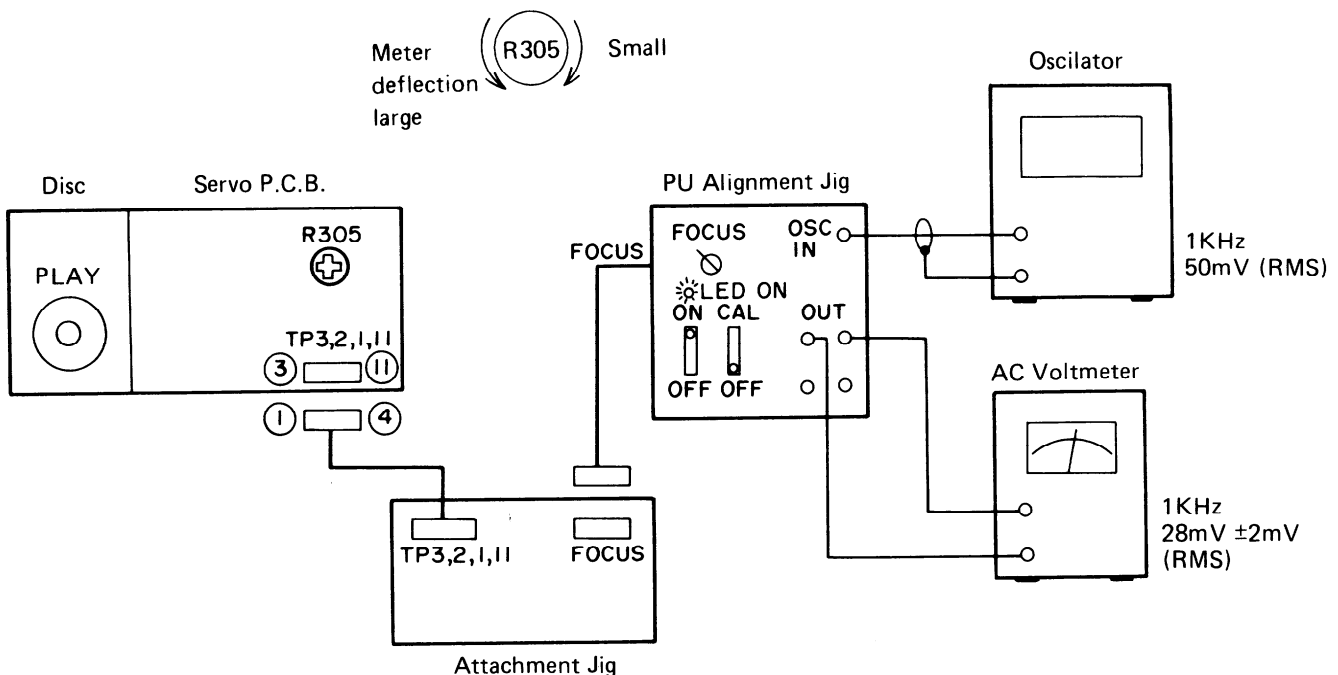 Meter
deflection
large
R305
Small
Oscilator
Disc
Servo P.C.B.
PU Alignment Jig
R305
PLAY
TP3,2,1,11
3
11
1
4
FOCUS
FOCUS
OSC
IN
LED ON
ON CAL
OUT
OFF OFF
1KHz
50mV (RMS)
AC Voltmeter
1KHz
28mV ±2mV
(RMS)
TP3,2,1,11
FOCUS
Attachment Jig